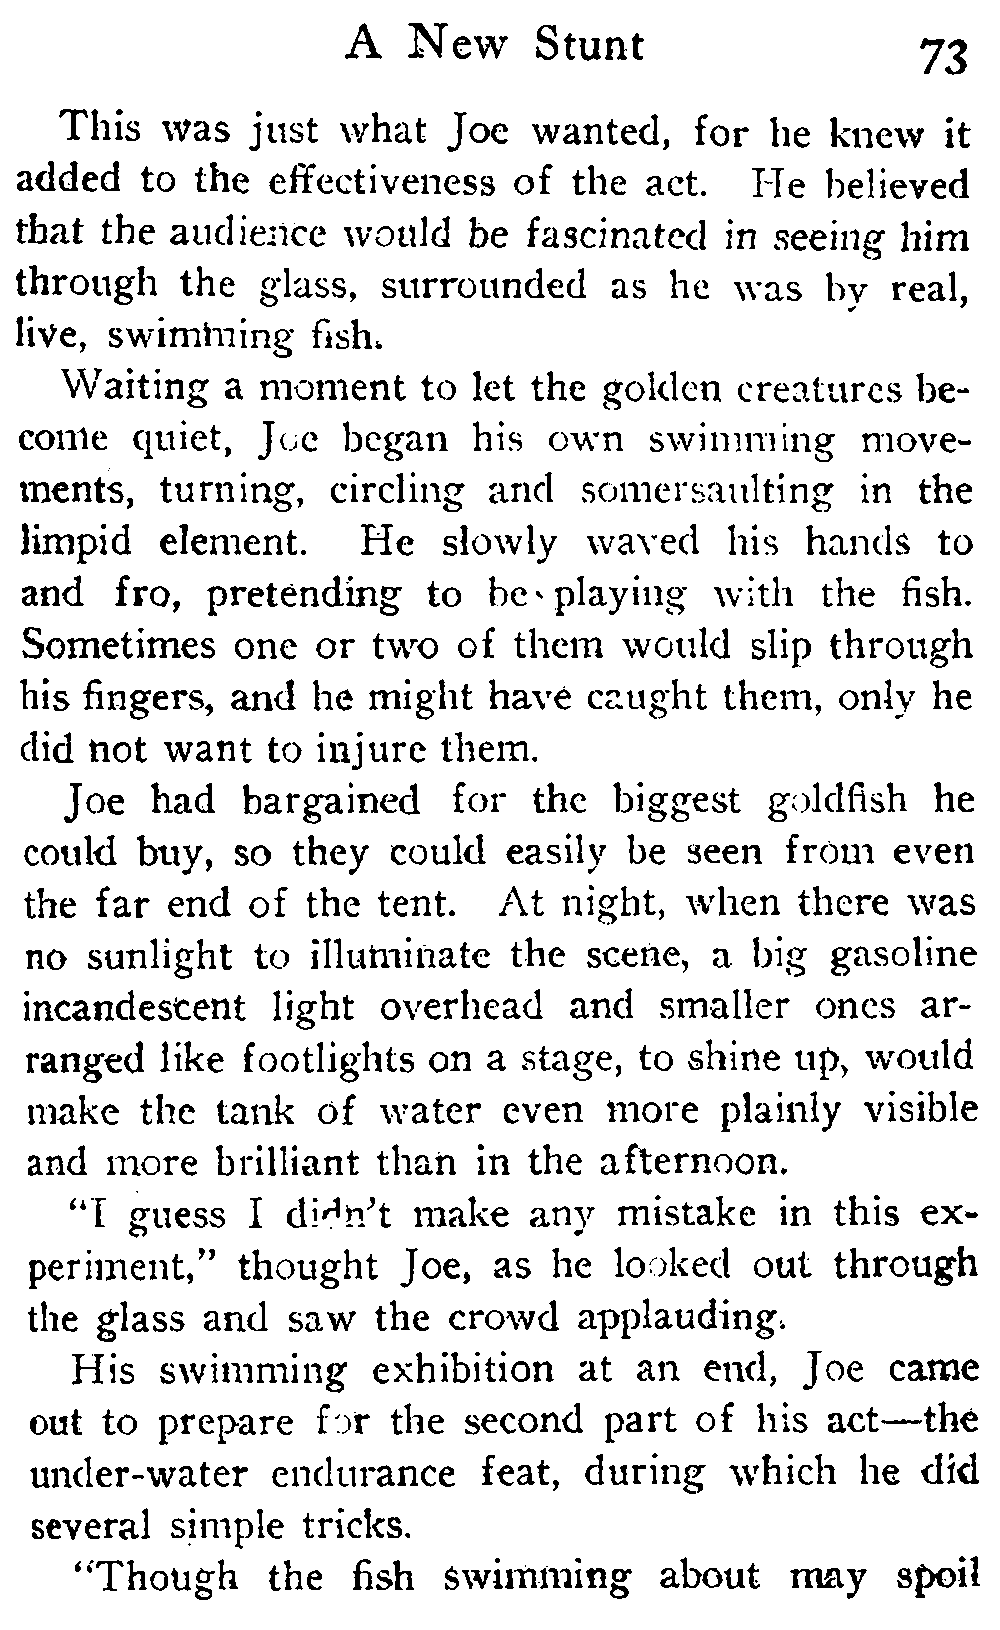 A New Stunt 73
This was just what Joe wanted, for he knew it
added to the effectiveness of the act. He believed
that the audience would be fascinated in seeing him
through the glass, surrounded as he was by real,
live, swimming fish.
Waiting a moment to let the golden creatures be-
come quiet, Joe began his own swimming move-
ments, turning, circling and somersaulting in the
limpid element. He slowly waved his hands to
and fro, pretending to be playing with the fish.
Sometimes one or two of them would slip through
his fingers, and he might have caught them, only he
did not want to injure them.
Joe had bargained for the biggest goldfish he
could buy, so they could easily be seen from even
the far end of the tent. At night, when there was
no sunlight to illuminate the scene, a big gasoline
incandescent light overhead and smaller ones ar-
ranged like footlights on a stage, to shine up, would
make the tank of water even more plainly visible
and more brilliant than in the afternoon.
"I guess I didn't make any mistake in this ex-
periment," thought Joe, as he looked out through
the glass and saw the crowd applauding.
His swimming exhibition at an end, Joe came
out to prepare for the second part of his act—the
under-water endurance feat, during which he did
several simple tricks.
"Though the fish swimming about may spoil